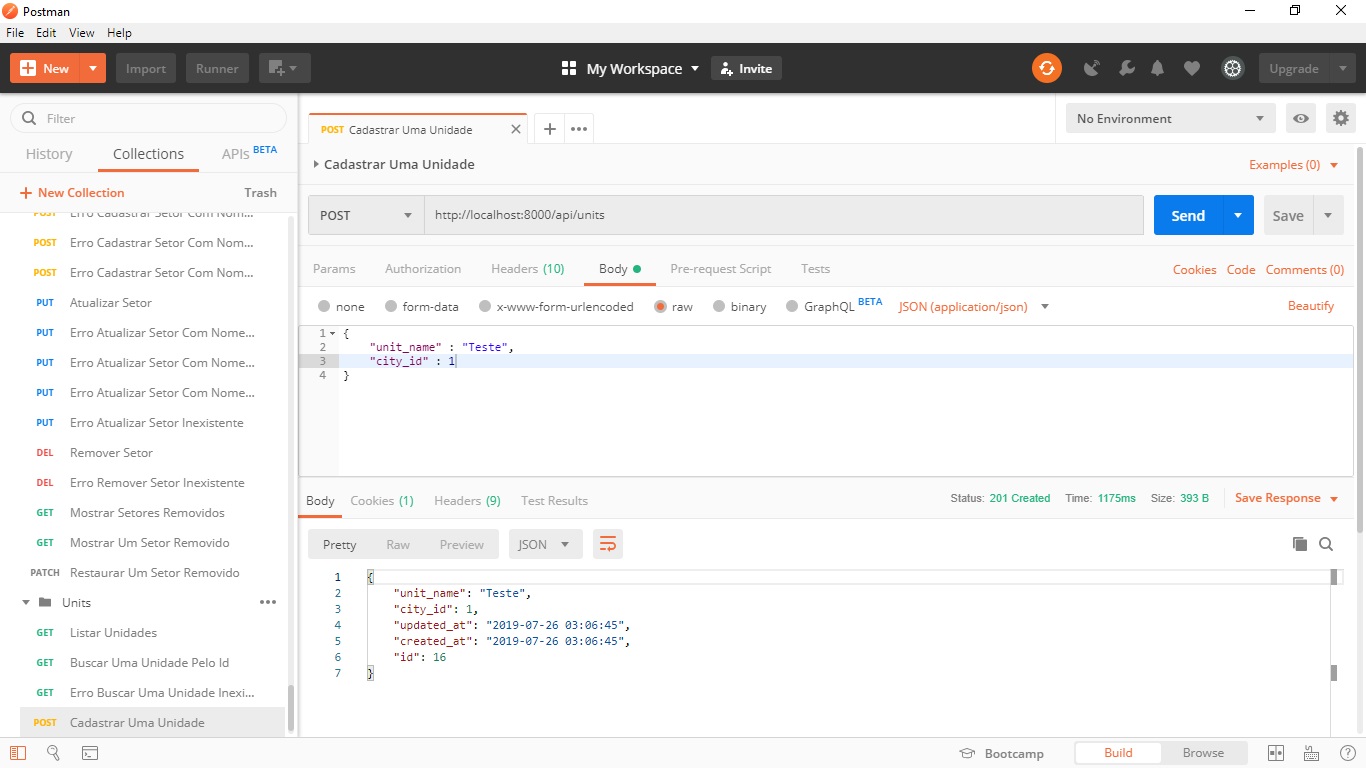 Postman
File Edit View Help
New Import Runner My Workspace Invite Upgrade
Filter
History Collections APIs BETA
New Collection Trash
POST Erro Cadastrar Setor Com Nom...
POST Erro Cadastrar Setor Com Nom...
POST Erro Cadastrar Setor Com Nom...
PUT Atualizar Setor
PUT Erro Atualizar Setor Com Nome...
PUT Erro Atualizar Setor Com Nome...
PUT Erro Atualizar Setor Com Nome...
PUT Erro Atualizar Setor Inexistente
DEL Remover Setor
DEL Erro Remover Setor Inexistente
GET Mostrar Setores Removidos
GET Mostrar Um Setor Removido
PATCH Restaurar Um Setor Removido
Units
GET Listar Unidades
GET Buscar Uma Unidade Pelo Id
GET Erro Buscar Uma Unidade Inexi...
POST Cadastrar Uma Unidade
POST Cadastrar Uma Unidade
No Environment
Cadastrar Uma Unidade
Examples (0)
POST http://localhost:8000/api/units Send Save
Params Authorization Headers (10) Body Pre-request Script Tests Cookies Code Comments (0)
none form-data x-www-form-urlencoded raw binary GraphQL BETA JSON (application/json) Beautify
1 {
2 "unit_name" : "Teste",
3 "city_id" : 1
4 }
Body Cookies (1) Headers (9) Test Results Status: 201 Created Time: 1175ms Size: 393 B Save Response
Pretty Raw Preview JSON
1 {
2 "unit_name": "Teste",
3 "city_id": 1,
4 "updated_at": "2019-07-26 03:06:45",
5 "created_at": "2019-07-26 03:06:45",
6 "id": 16
7 }
Bootcamp Build Browse